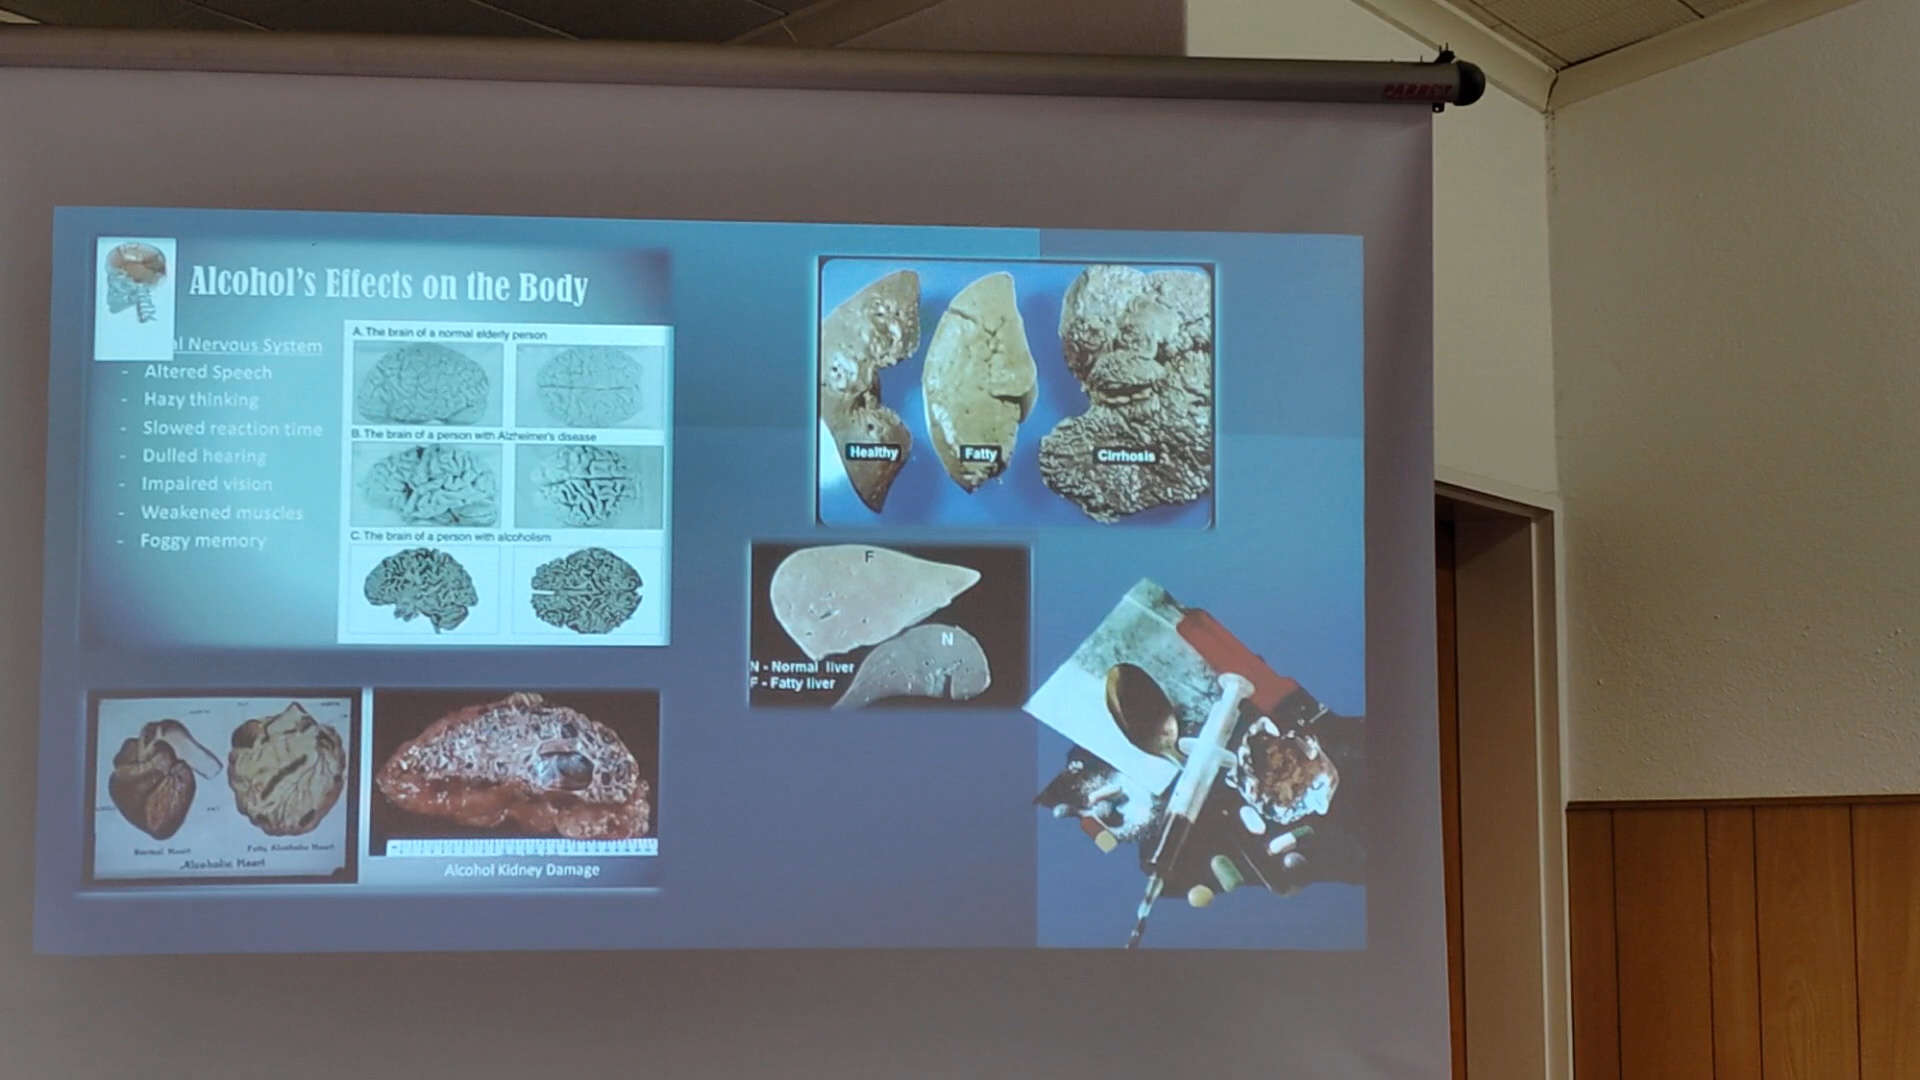 PARROT
Alcohol's Effects on the Body
al Nervous System
- Altered Speech
- Hazy thinking
- Slowed reaction time
- Dulled hearing
- Impaired vision
- Weakened muscles
- Foggy memory
A. The brain of a normal elderly person
B. The brain of a person with Alzheimer's disease
C. The brain of a person with alcoholism
Healthy
Fatty
Cirrhosis
F
N
N - Normal liver
F - Fatty liver
Normal Heart
Fatty Alcoholic Heart
Alcoholic Heart
Alcohol Kidney Damage